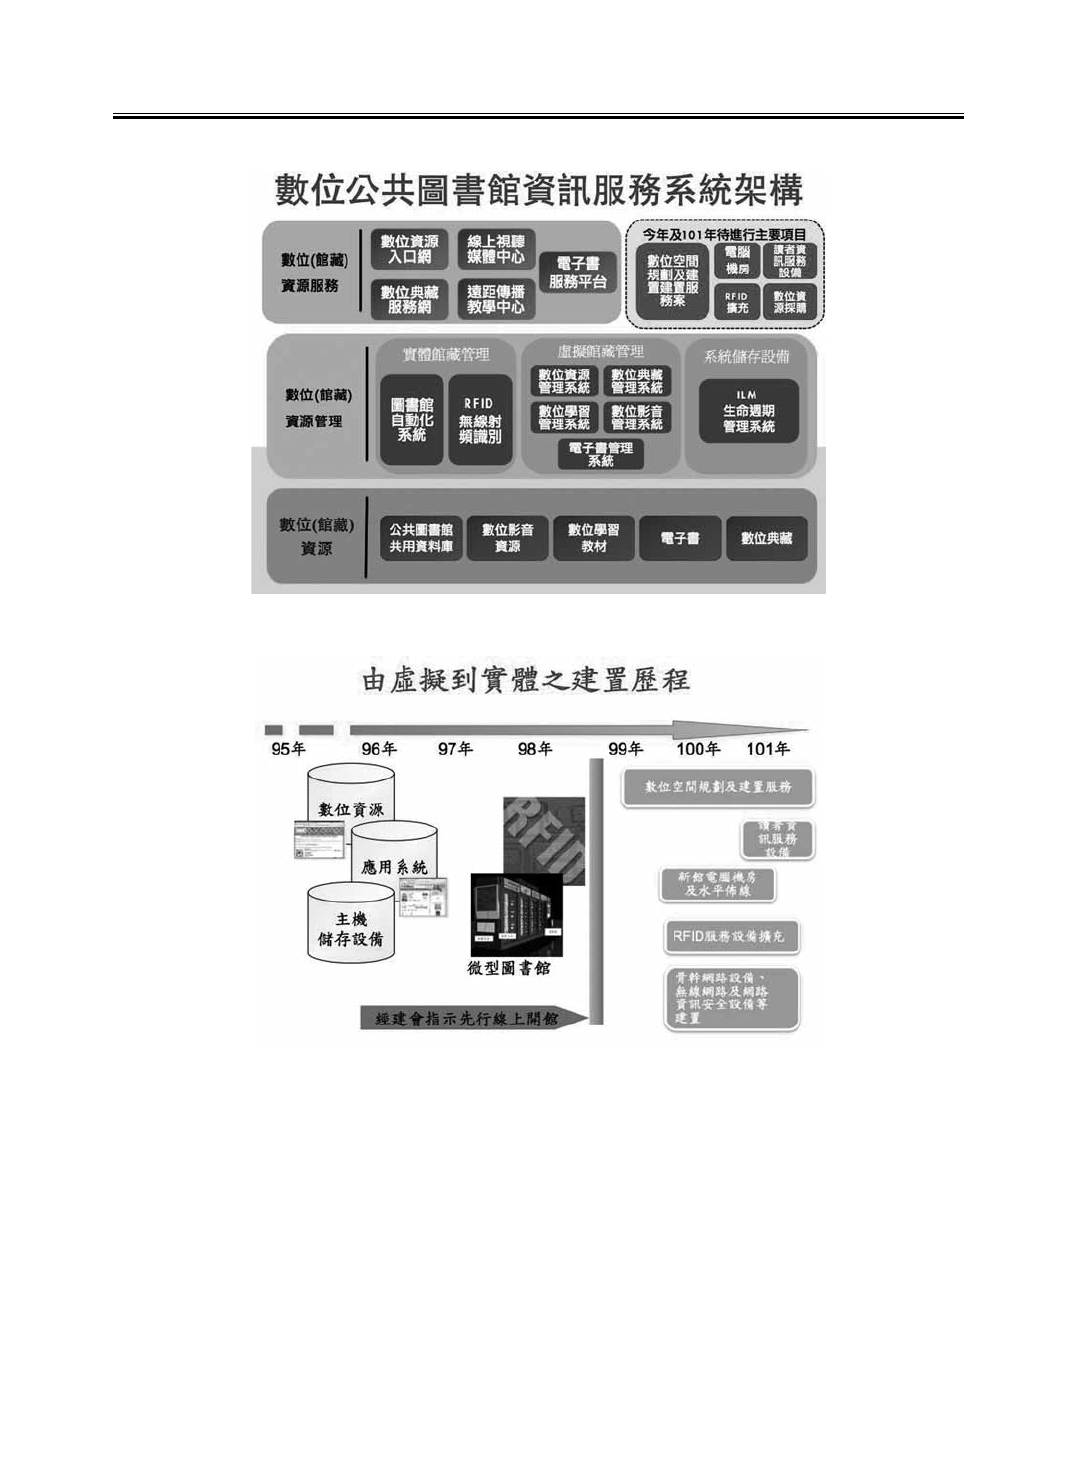 數位公共圖書館資訊服務系統架構
數位(館藏)
資源服務
數位資源
入口網
線上視聽
媒體中心
數位典藏
服務網
遠距傳播
教學中心
電子書
服務平台
今年及101年待進行主要項目
數位空間
規劃及建
置建置服
務案
電腦
機房
讀者資
訊服務
設備
RFID
擴充
數位資
源採購
數位(館藏)
資源管理
實體館藏管理
圖書館
自動化
系統
RFID
無線射
頻識別
虛擬館藏管理
數位資源
管理系統
數位典藏
管理系統
數位學習
管理系統
數位影音
管理系統
電子書管理
系統
系統儲存設備
ILM
生命週期
管理系統
數位(館藏)
資源
公共圖書館
共用資料庫
數位影音
資源
數位學習
教材
電子書
數位典藏
由虛擬到實體之建置歷程
95年 96年 97年 98年 99年 100年 101年
數位資源
應用系統
主機
儲存設備
RFID
微型圖書館
經建會指示先行線上開館
數位空間規劃及建置服務
讀者資
訊服務
設備
新館電腦機房
及水平佈線
RFID服務設備擴充
骨幹網路設備、
無線網路及網路
資訊安全設備等
建置